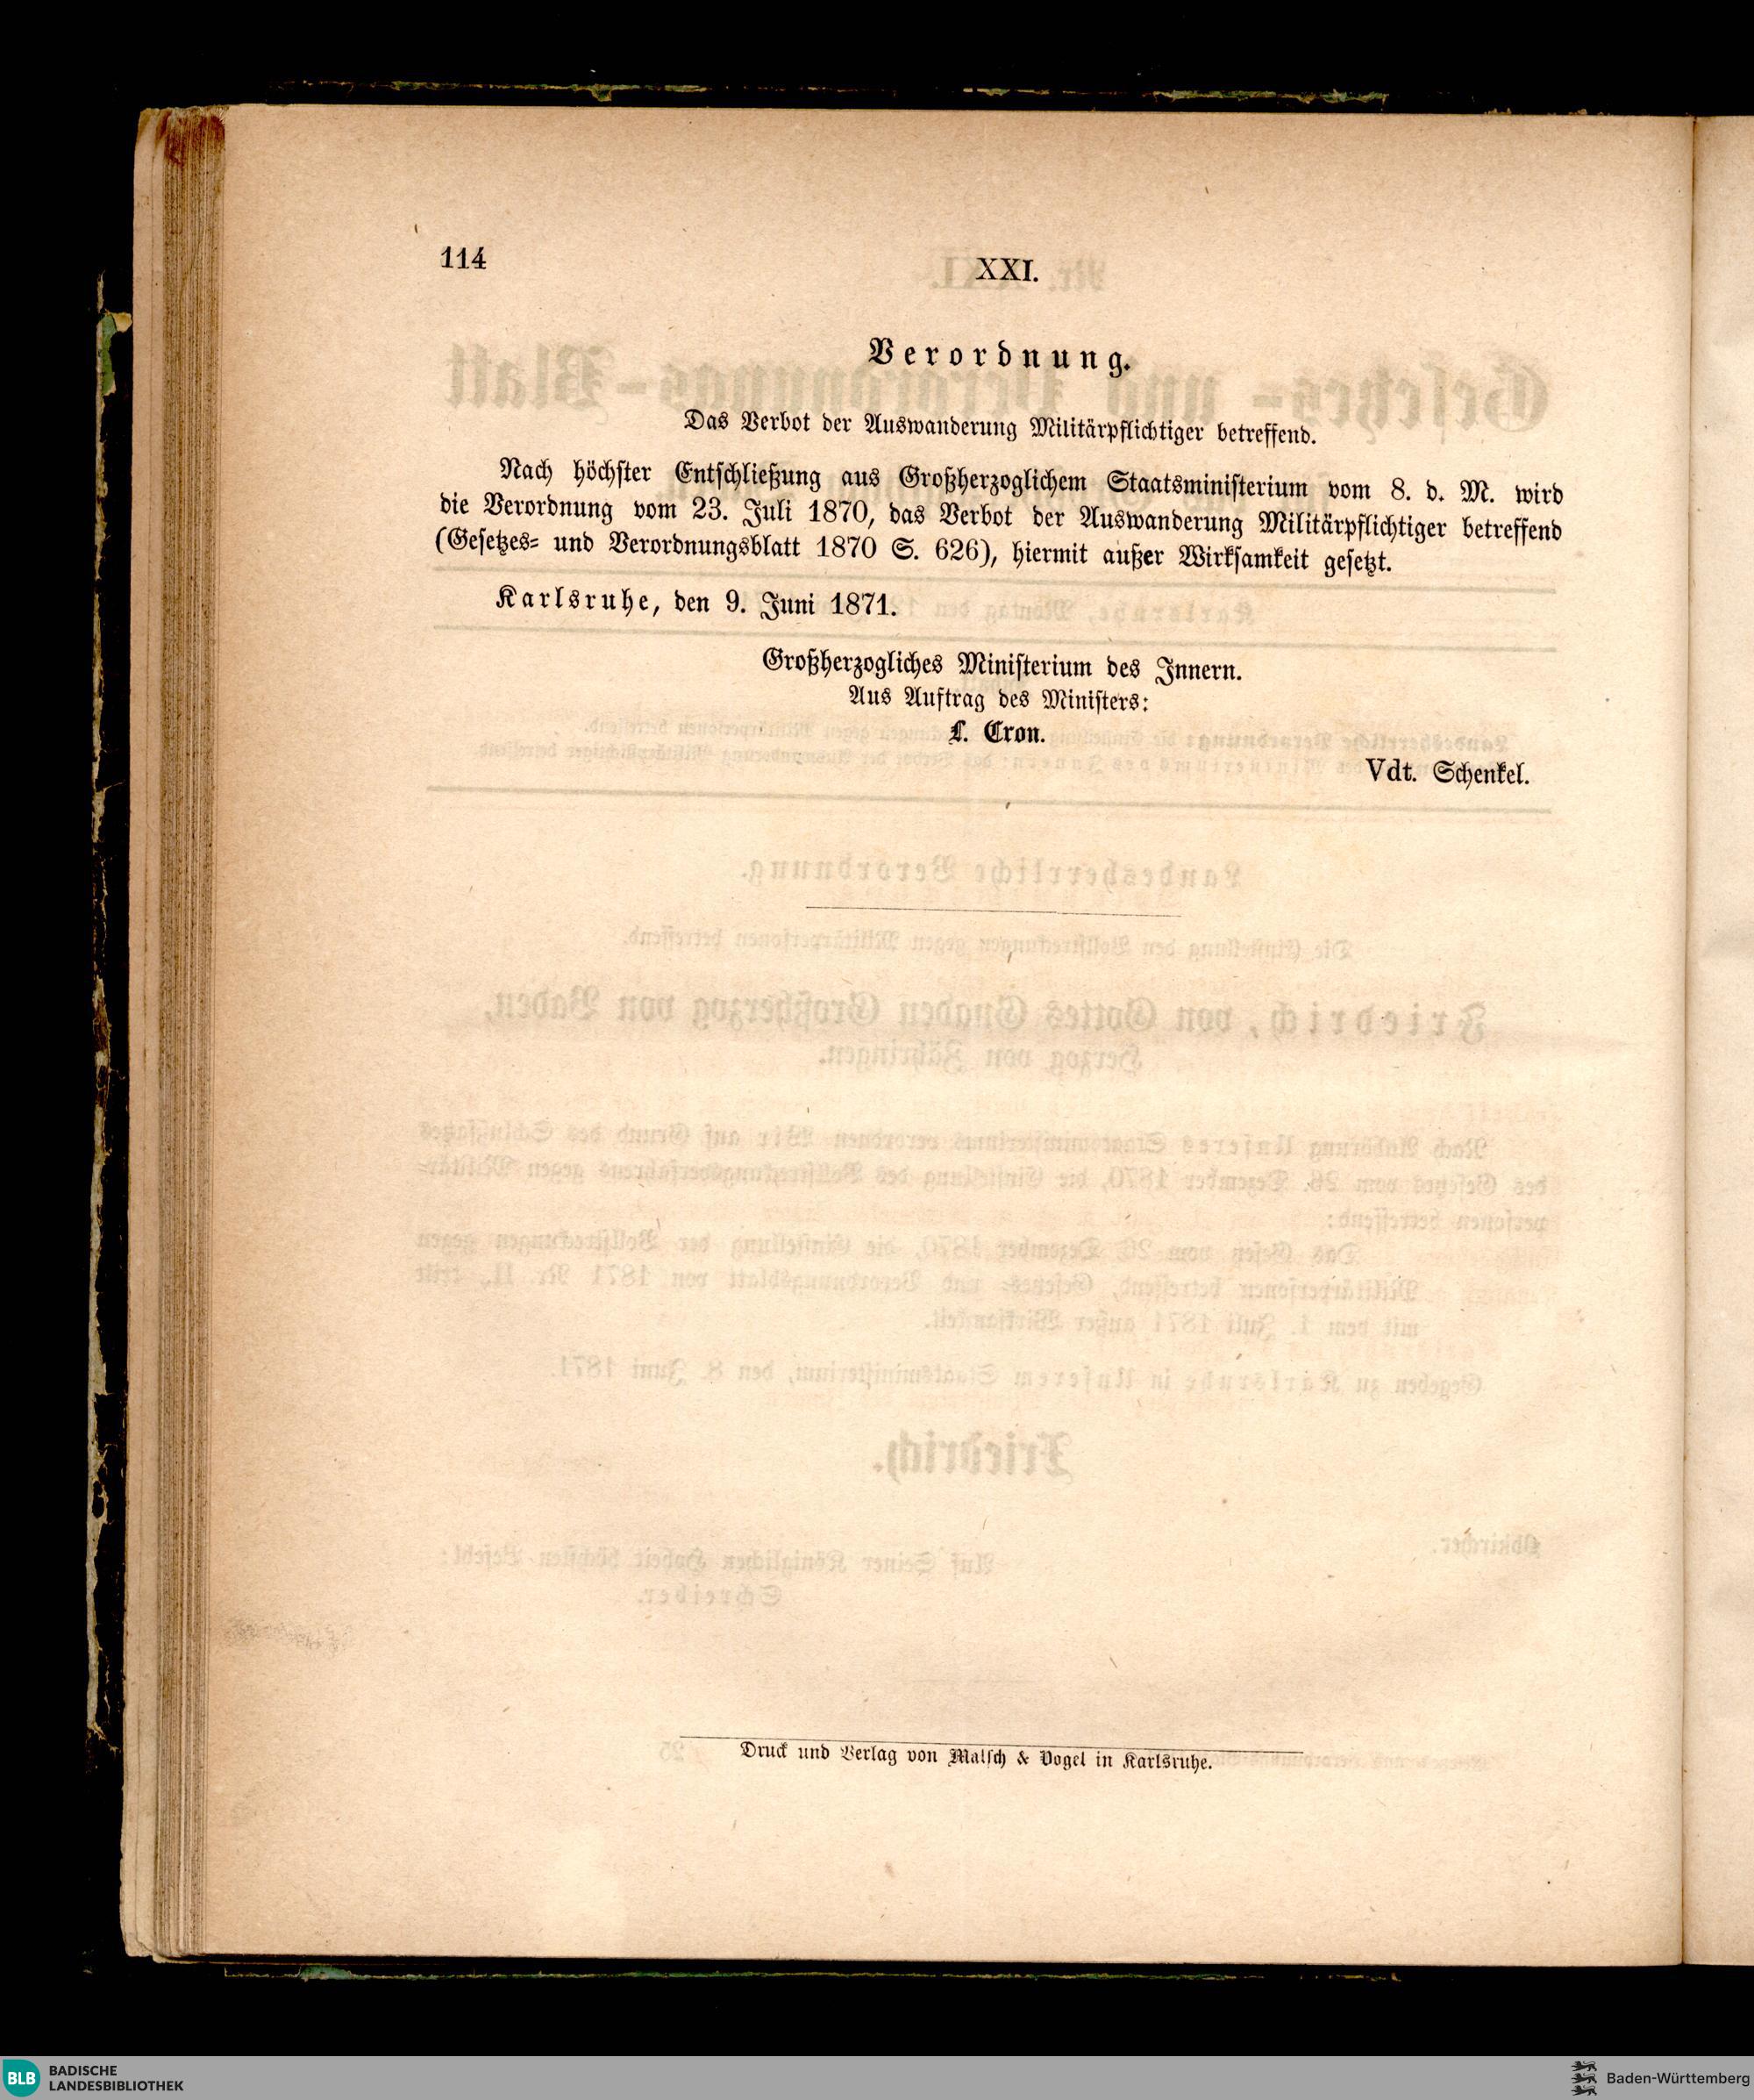 114
XXI.
Verordnung.
Das Verbot der Auswanderung Militärpflichtiger betreffend.
Nach höchster Entschließung aus Großherzoglichem Staatsministerium vom 8. d. M. wird
die Verordnung vom 23. Juli 1870, das Verbot der Auswanderung Militärpflichtiger betreffend
(Gesetzes- und Verordnungsblatt 1870 S. 626), hiermit außer Wirksamkeit gesetzt.
Karlsruhe, den 9. Juni 1871.
Großherzogliches Ministerium des Innern.
Aus Auftrag des Ministers:
L. Cron.
Vdt. Schenkel.
Druck und Verlag von Malsch & Vogel in Karlsruhe.
BLB BADISCHE
LANDESBIBLIOTHEK
Baden-Württemberg